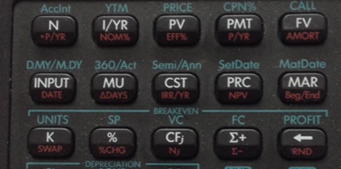 AccInt YTM PRICE CPN% CALL
N I/YR PV PMT FV
×P/YR NOM% EFF% P/YR AMORT
D.MY/M.DY 360/Act Semi/Ann SetDate MatDate
INPUT MU CST PRC MAR
DATE ΔDAYS IRR/YR NPV Beg/End
BREAKEVEN
UNITS SP VC FC PROFIT
K % CFj Σ+ ←
SWAP %CHG Nj Σ− RND
DEPRECIATION